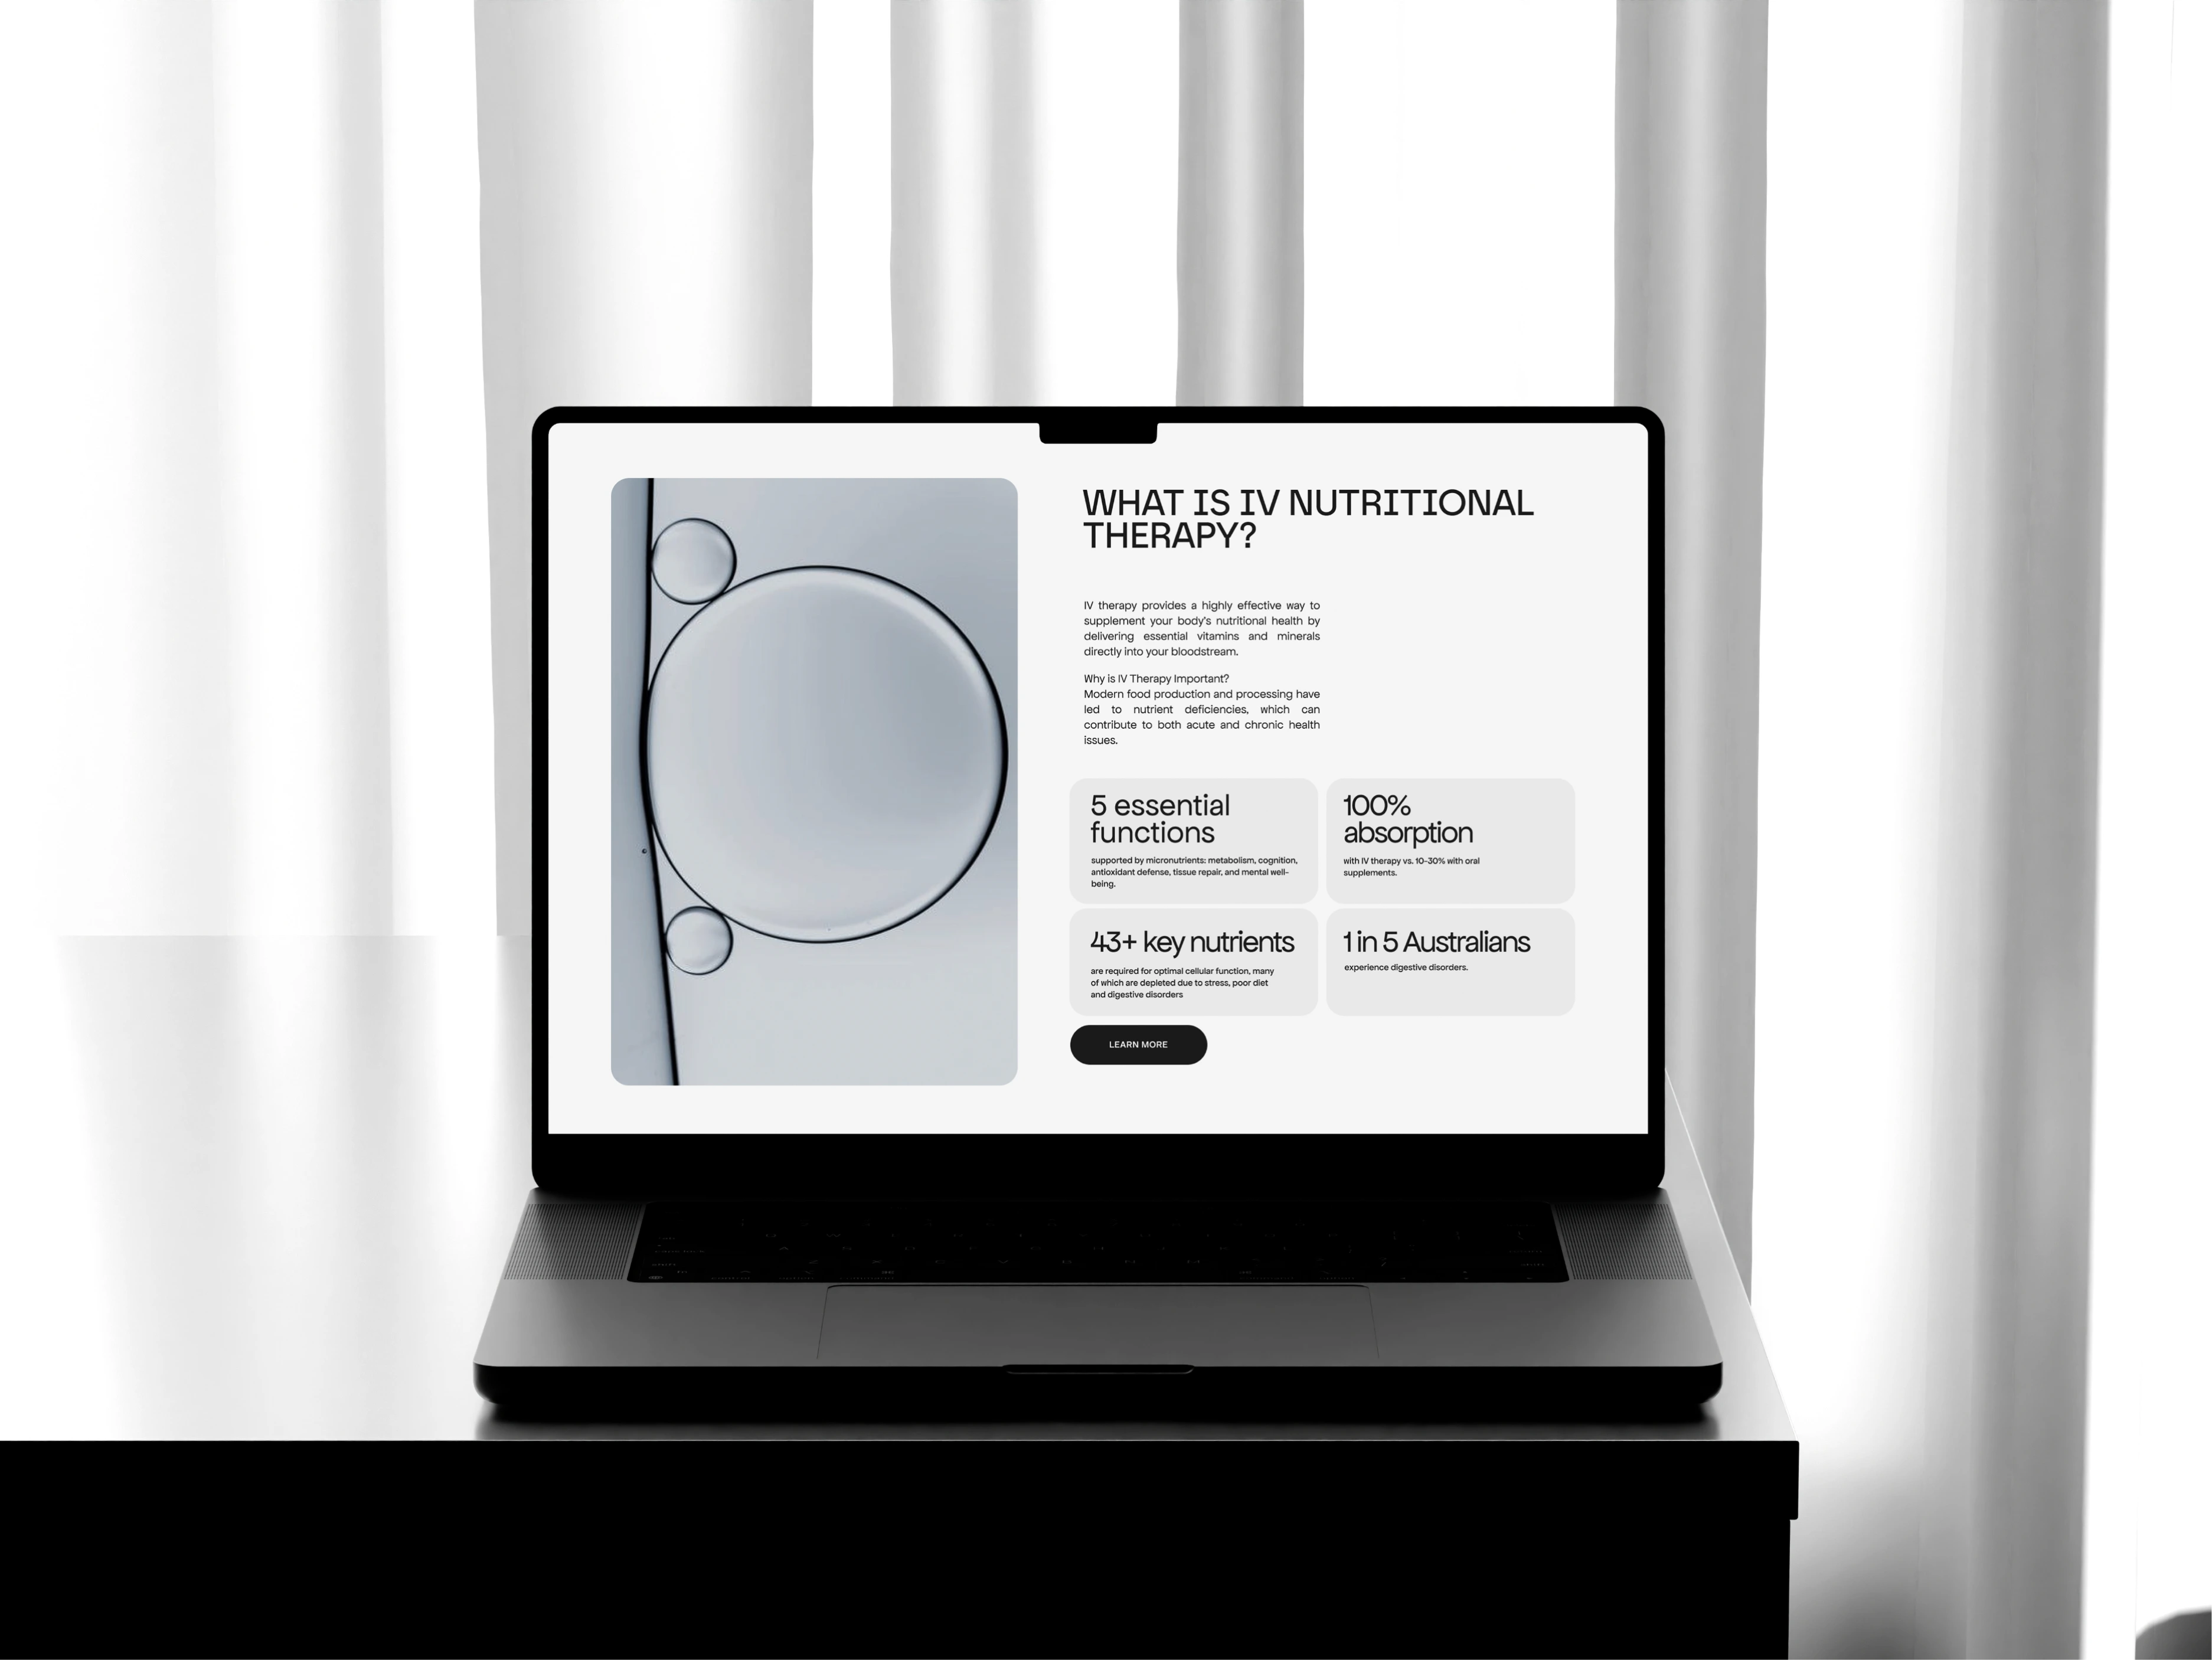 WHAT IS IV NUTRITIONAL
THERAPY?
IV therapy provides a highly effective way to
supplement your body's nutritional health by
delivering essential vitamins and minerals
directly into your bloodstream.
Why is IV Therapy Important?
Modern food production and processing have
led to nutrient deficiencies, which can
contribute to both acute and chronic health
issues.
5 essential
functions
supported by micronutrients: metabolism, cognition,
antioxidant defense, tissue repair, and mental well-
being.
100%
absorption
with IV therapy vs. 10-30% with oral
supplements.
43+ key nutrients
are required for optimal cellular function, many
of which are depleted due to stress, poor diet
and digestive disorders
1 in 5 Australians
experience digestive disorders.
LEARN MORE